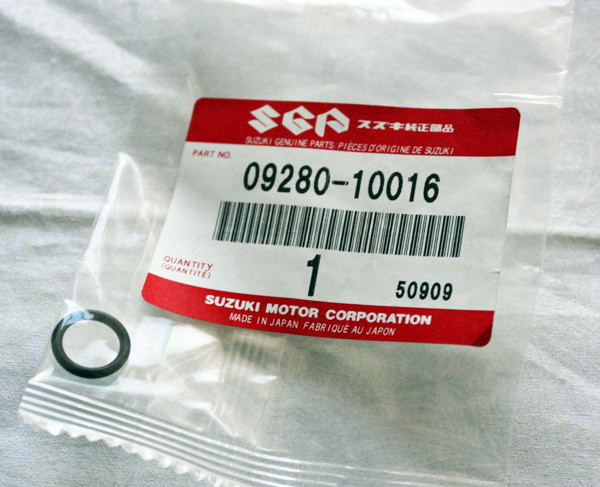 SGP スズキ純正部品
SUZUKI GENUINE PARTS PIÈCES D'ORIGINE DE SUZUKI
PART NO.
09280-10016
QUANTITY
(QUANTITÉ)
1
50909
SUZUKI MOTOR CORPORATION
MADE IN JAPAN FABRIQUÉ AU JAPON